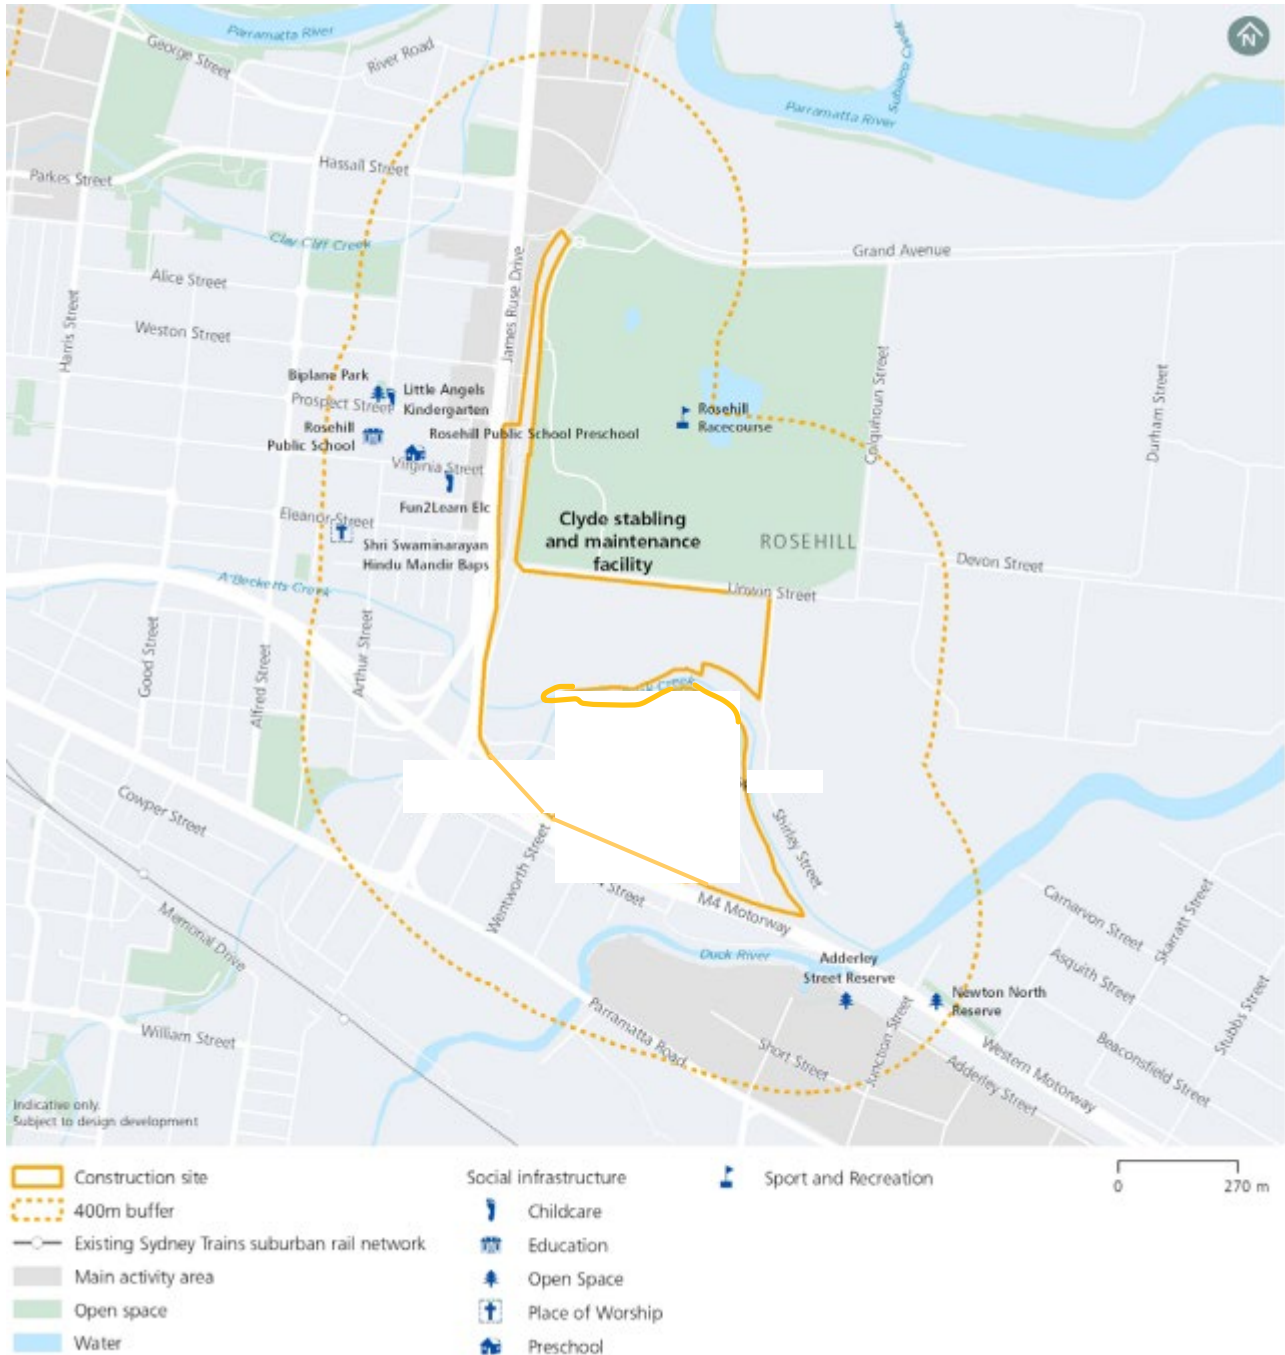 Parramatta River
George Street
River Road
Subiaco Creek
Parramatta River
N
Parkes Street
Hassall Street
Clay Cliff Creek
Grand Avenue
Alice Street
James Ruse Drive
Harris Street
Weston Street
Biplane Park
Prospect Street
Little Angels
Kindergarten
Rosehill
Public School
Rosehill Public School Preschool
Rosehill
Racecourse
Colquhoun Street
Durham Street
Virginia Street
Fun2Learn Elc
Eleanor Street
Shri Swaminarayan
Hindu Mandir Baps
Clyde stabling
and maintenance
facility
ROSEHILL
Devon Street
Unwin Street
A'Becketts Creek
Good Street
Alfred Street
Arthur Street
Creek
Cowper Street
Wentworth Street
Shirley Street
Street
M4 Motorway
Memorial Drive
Duck River
Adderley
Street Reserve
Newton North
Reserve
Carnarvon Street
Skarratt Street
Asquith Street
Stubbs Street
Beaconsfield Street
William Street
Parramatta Road
Short Street
Junction Street
Western Motorway
Adderley Street
Indicative only.
Subject to design development
Construction site
400m buffer
Existing Sydney Trains suburban rail network
Main activity area
Open space
Water
Social infrastructure
Childcare
Education
Open Space
Place of Worship
Preschool
Sport and Recreation
0 270 m